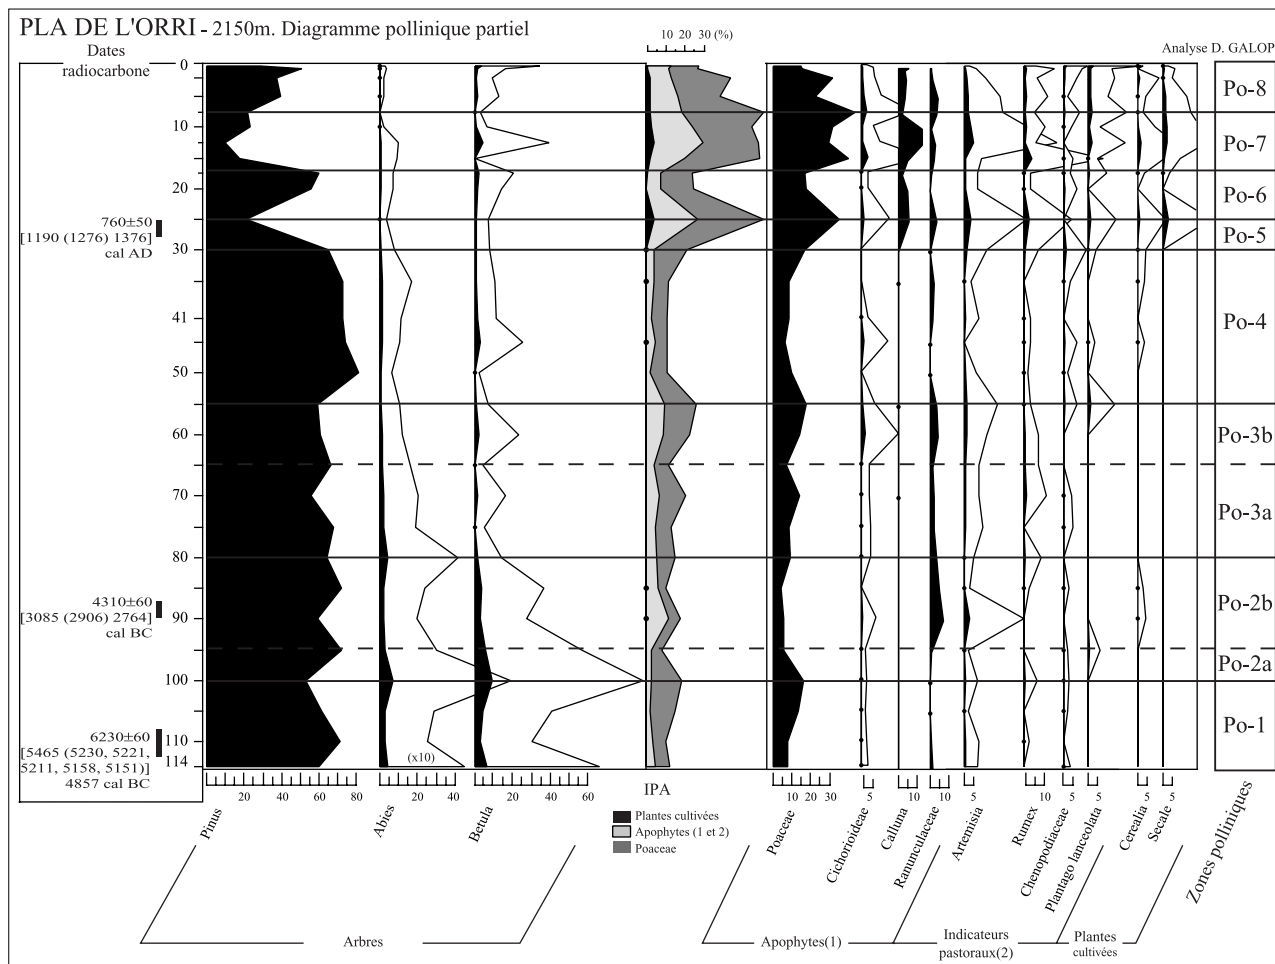 PLA DE L'ORRI - 2150m. Diagramme pollinique partiel
Dates
radiocarbone
10 20 30 (%)
Analyse D. GALOP
0
10
20
30
41
50
60
70
80
90
100
110
114
760±50
[1190 (1276) 1376]
cal AD
4310±60
[3085 (2906) 2764]
cal BC
6230±60
[5465 (5230, 5221,
5211, 5158, 5151)]
4857 cal BC
Po-8
Po-7
Po-6
Po-5
Po-4
Po-3b
Po-3a
Po-2b
Po-2a
Po-1
(x10)
20 40 60 80
20 40
20 40 60
10 20 30
5
10
10
5
10
5
5
5
5
IPA
Plantes cultivées
Apophytes (1 et 2)
Poaceae
Pinus
Abies
Betula
Poaceae
Cichorioideae
Calluna
Ranunculaceae
Artemisia
Rumex
Chenopodiaceae
Plantago lanceolata
Cerealia
Secale
Zones polliniques
Arbres
Apophytes(1)
Indicateurs
pastoraux(2)
Plantes
cultivées